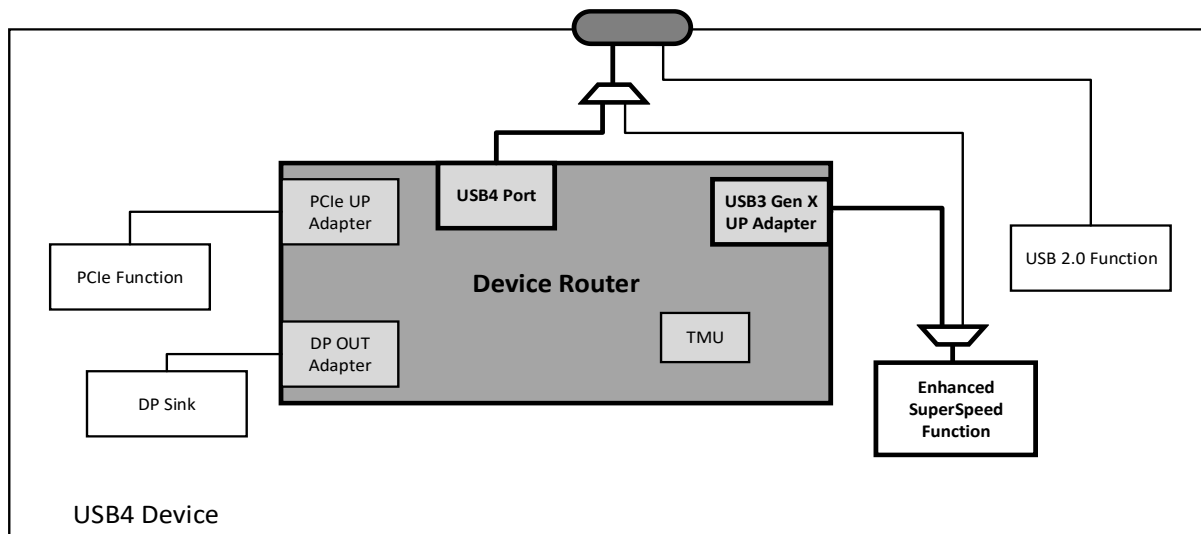 PCIe UP
Adapter
USB4 Port
USB3 Gen X
UP Adapter
PCIe Function
USB 2.0 Function
Device Router
DP OUT
Adapter
TMU
DP Sink
Enhanced
SuperSpeed
Function
USB4 Device